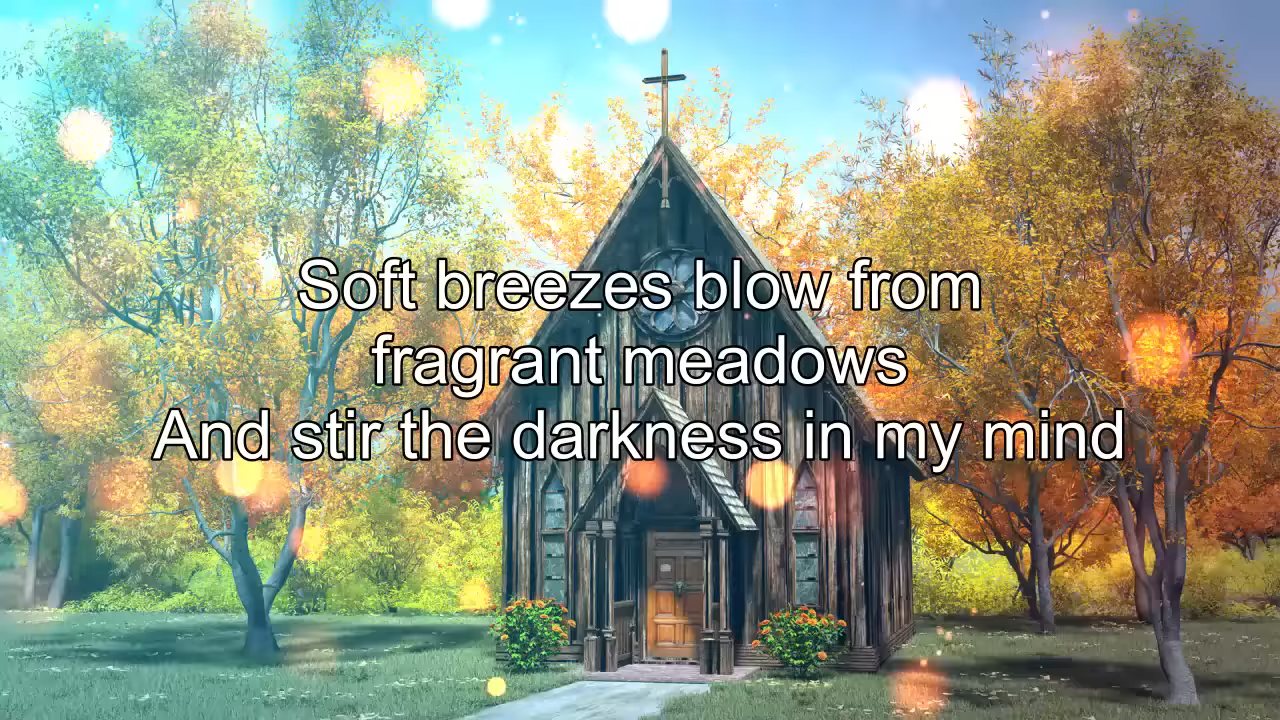 Soft breezes blow from
fragrant meadows
And stir the darkness in my mind